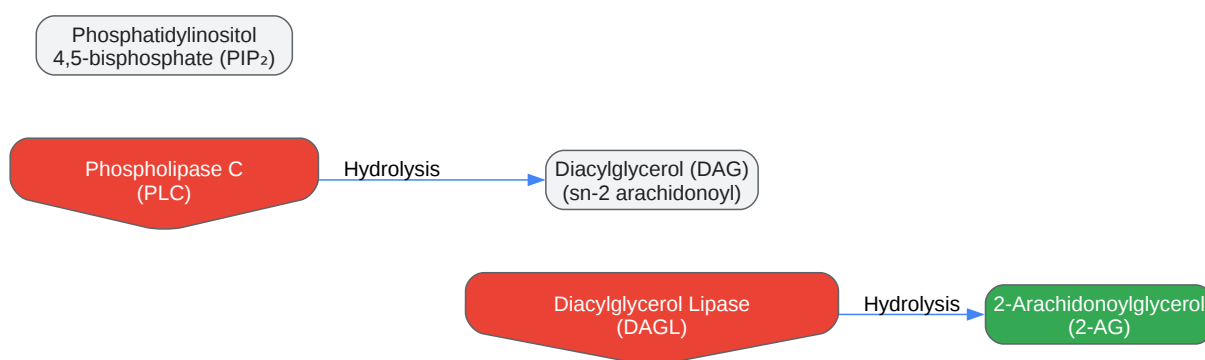 Phosphatidylinositol
4,5-bisphosphate (PIP₂)
Phospholipase C
(PLC)
Hydrolysis
Diacylglycerol (DAG)
(sn-2 arachidonoyl)
Diacylglycerol Lipase
(DAGL)
Hydrolysis
2-Arachidonoylglycerol
(2-AG)